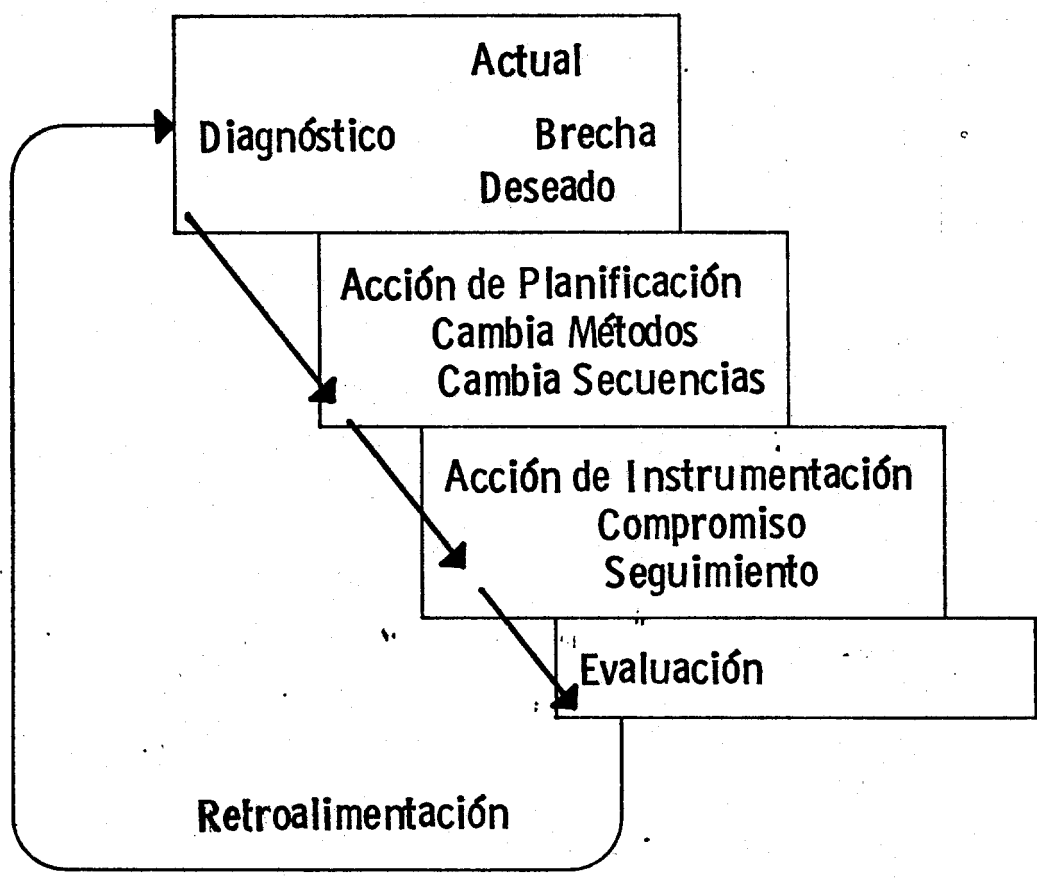 Actual
Diagnóstico Brecha
Deseado
Acción de Planificación
Cambia Métodos
Cambia Secuencias
Acción de Instrumentación
Compromiso
Seguimiento
Evaluación
Retroalimentación